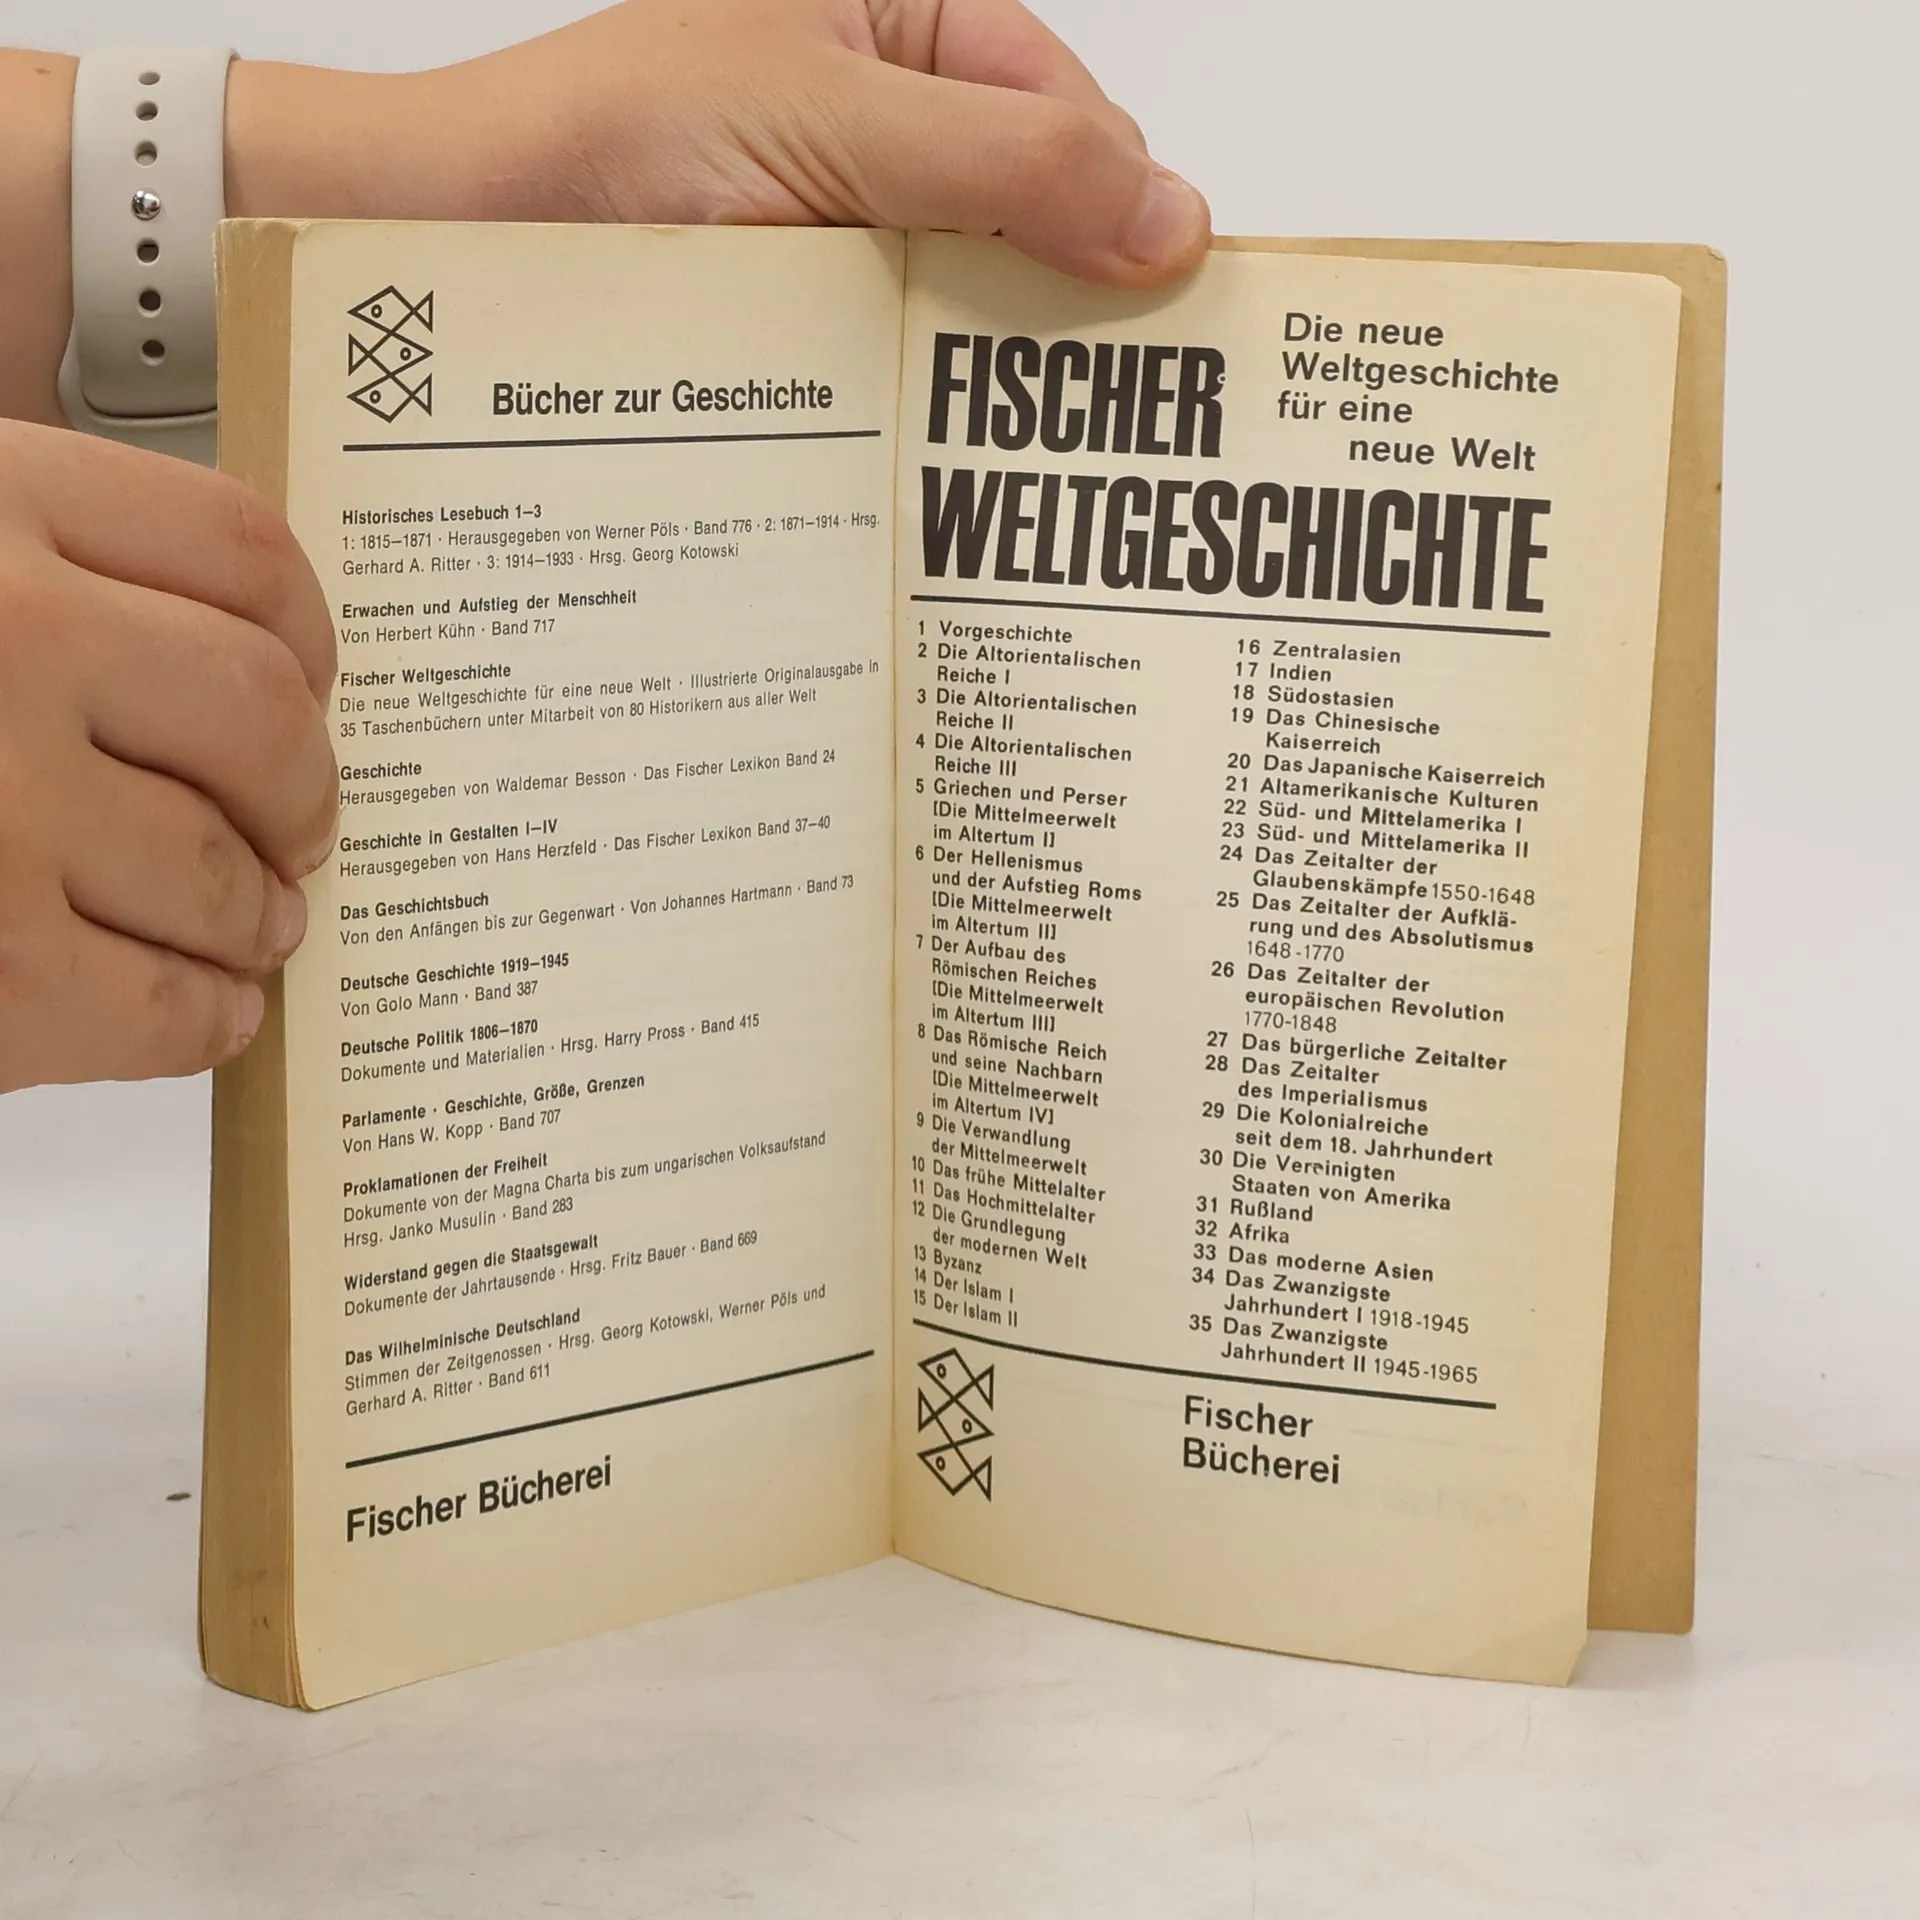 Bücher zur Geschichte
Historisches Lesebuch 1–3
1: 1815–1871 · Herausgegeben von Werner Pöls · Band 776 · 2: 1871–1914 · Hrsg.
Gerhard A. Ritter · 3: 1914–1933 · Hrsg. Georg Kotowski
Erwachen und Aufstieg der Menschheit
Von Herbert Kühn · Band 717
Fischer Weltgeschichte
Die neue Weltgeschichte für eine neue Welt · Illustrierte Originalausgabe in
35 Taschenbüchern unter Mitarbeit von 80 Historikern aus aller Welt
Geschichte
Herausgegeben von Waldemar Besson · Das Fischer Lexikon Band 24
Geschichte in Gestalten I–IV
Herausgegeben von Hans Herzfeld · Das Fischer Lexikon Band 37–40
Das Geschichtsbuch
Von den Anfängen bis zur Gegenwart · Von Johannes Hartmann · Band 73
Deutsche Geschichte 1919–1945
Von Golo Mann · Band 387
Deutsche Politik 1806–1870
Dokumente und Materialien · Hrsg. Harry Pross · Band 415
Parlamente · Geschichte, Größe, Grenzen
Von Hans W. Kopp · Band 707
Proklamationen der Freiheit
Dokumente von der Magna Charta bis zum ungarischen Volksaufstand
Hrsg. Janko Musulin · Band 283
Widerstand gegen die Staatsgewalt
Dokumente der Jahrtausende · Hrsg. Fritz Bauer · Band 669
Das Wilhelminische Deutschland
Stimmen der Zeitgenossen · Hrsg. Georg Kotowski, Werner Pöls und
Gerhard A. Ritter · Band 611
Fischer Bücherei
Die neue
Weltgeschichte
für eine
neue Welt
FISCHER
WELTGESCHICHTE
1 Vorgeschichte
2 Die Altorientalischen
Reiche I
3 Die Altorientalischen
Reiche II
4 Die Altorientalischen
Reiche III
5 Griechen und Perser
[Die Mittelmeerwelt
im Altertum I]
6 Der Hellenismus
und der Aufstieg Roms
[Die Mittelmeerwelt
im Altertum II]
7 Der Aufbau des
Römischen Reiches
[Die Mittelmeerwelt
im Altertum III]
8 Das Römische Reich
und seine Nachbarn
[Die Mittelmeerwelt
im Altertum IV]
9 Die Verwandlung
der Mittelmeerwelt
10 Das frühe Mittelalter
11 Das Hochmittelalter
12 Die Grundlegung
der modernen Welt
13 Byzanz
14 Der Islam I
15 Der Islam II
16 Zentralasien
17 Indien
18 Südostasien
19 Das Chinesische
Kaiserreich
20 Das Japanische Kaiserreich
21 Altamerikanische Kulturen
22 Süd- und Mittelamerika I
23 Süd- und Mittelamerika II
24 Das Zeitalter der
Glaubenskämpfe 1550-1648
25 Das Zeitalter der Aufklä-
rung und des Absolutismus
1648-1770
26 Das Zeitalter der
europäischen Revolution
1770-1848
27 Das bürgerliche Zeitalter
28 Das Zeitalter
des Imperialismus
29 Die Kolonialreiche
seit dem 18. Jahrhundert
30 Die Vereinigten
Staaten von Amerika
31 Rußland
32 Afrika
33 Das moderne Asien
34 Das Zwanzigste
Jahrhundert I 1918-1945
35 Das Zwanzigste
Jahrhundert II 1945-1965
Fischer
Bücherei